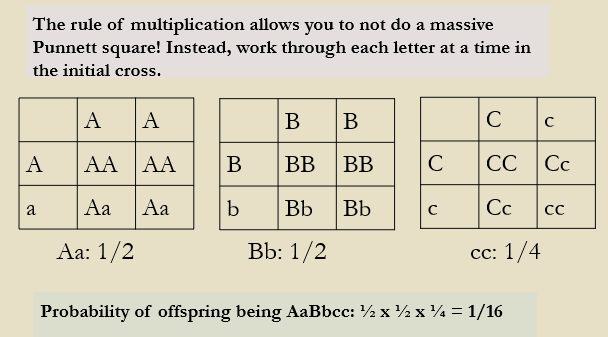 The rule of multiplication allows you to not do a massive
Punnett square! Instead, work through each letter at a time in
the initial cross.
A A
A AA AA
a Aa Aa
Aa: 1/2
B B
B BB BB
b Bb Bb
Bb: 1/2
C c
C CC Cc
c Cc cc
cc: 1/4
Probability of offspring being AaBbcc: ½ x ½ x ¼ = 1/16